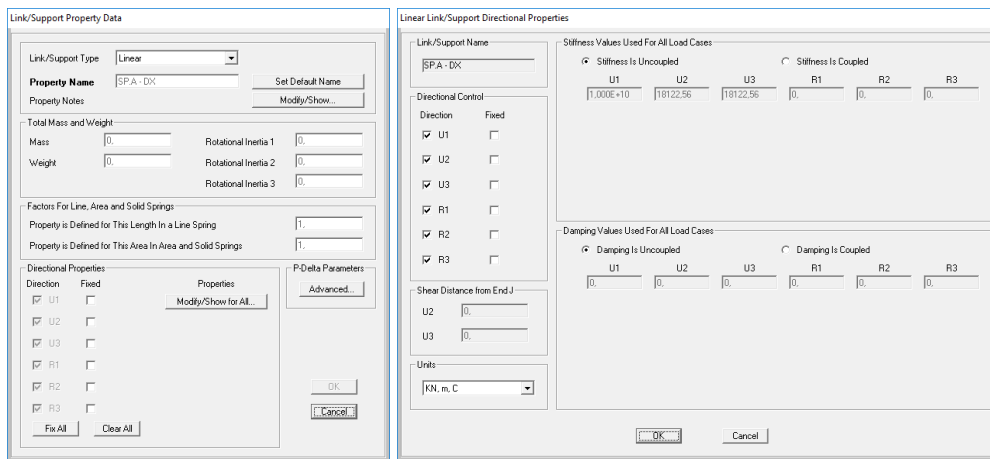 Link/Support Property Data
Link/Support Type Linear
Property Name SP.A - DX Set Default Name
Property Notes Modify/Show...
Total Mass and Weight
Mass 0, Rotational Inertia 1 0,
Weight 0, Rotational Inertia 2 0,
Rotational Inertia 3 0,
Factors For Line, Area and Solid Springs
Property is Defined for This Length In a Line Spring 1,
Property is Defined for This Area In Area and Solid Springs 1,
Directional Properties
Direction Fixed Properties
U1 Modify/Show for All...
U2
U3
R1
R2
R3
Fix All Clear All
P-Delta Parameters
Advanced...
OK
Cancel
Linear Link/Support Directional Properties
Link/Support Name
SP.A - DX
Directional Control
Direction Fixed
U1
U2
U3
R1
R2
R3
Shear Distance from End J
U2 0,
U3 0,
Units
KN, m, C
Stiffness Values Used For All Load Cases
Stiffness Is Uncoupled Stiffness Is Coupled
U1 U2 U3 R1 R2 R3
1,000E+10 18122,56 18122,56 0, 0, 0,
Damping Values Used For All Load Cases
Damping Is Uncoupled Damping Is Coupled
U1 U2 U3 R1 R2 R3
0, 0, 0, 0, 0, 0,
OK Cancel